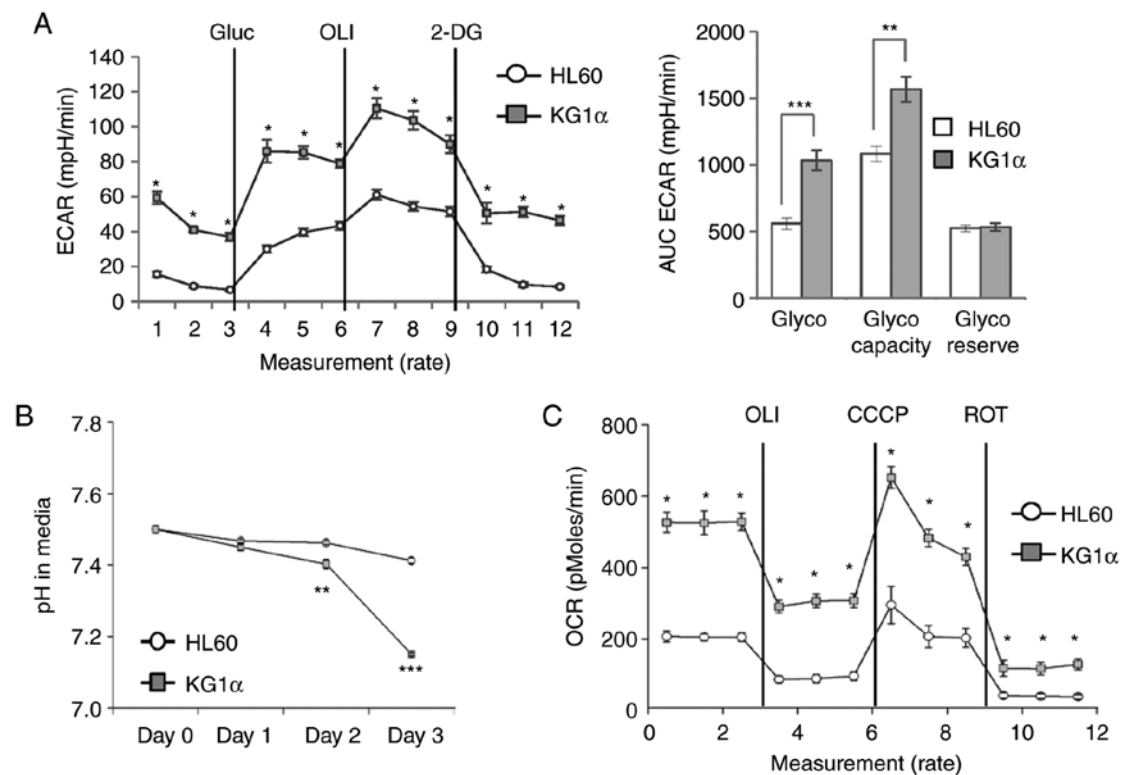 A
Gluc OLI 2-DG
140
120
100
80
60
40
20
0
ECAR (mpH/min)
* * * * * * * * * * * *
HL60
KG1α
1 2 3 4 5 6 7 8 9 10 11 12
Measurement (rate)
2000
1500
1000
500
0
AUC ECAR (mpH/min)
***
**
HL60
KG1α
Glyco Glyco Glyco
capacity reserve
B
7.8
7.6
7.4
7.2
7.0
pH in media
**
***
HL60
KG1α
Day 0 Day 1 Day 2 Day 3
C
OLI CCCP ROT
800
600
400
200
0
OCR (pMoles/min)
* * * * * * * * * * * *
HL60
KG1α
0 2 4 6 8 10 12
Measurement (rate)